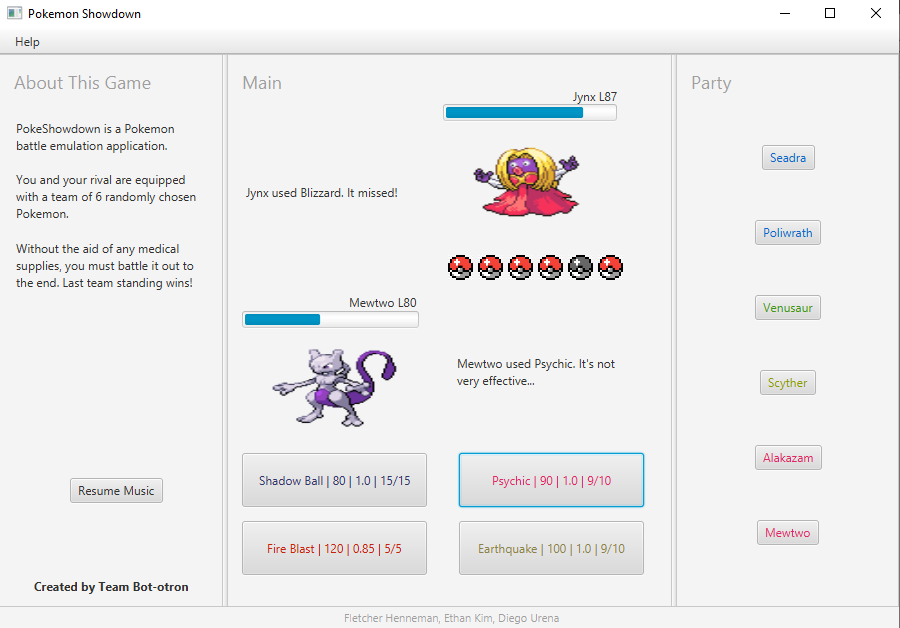 Pokemon Showdown
Help
About This Game
PokeShowdown is a Pokemon
battle emulation application.
You and your rival are equipped
with a team of 6 randomly chosen
Pokemon.
Without the aid of any medical
supplies, you must battle it out to
the end. Last team standing wins!
Resume Music
Created by Team Bot-otron
Main
Jynx L87
Jynx used Blizzard. It missed!
Mewtwo L80
Mewtwo used Psychic. It's not
very effective...
Shadow Ball | 80 | 1.0 | 15/15
Psychic | 90 | 1.0 | 9/10
Fire Blast | 120 | 0.85 | 5/5
Earthquake | 100 | 1.0 | 9/10
Party
Seadra
Poliwrath
Venusaur
Scyther
Alakazam
Mewtwo
Fletcher Henneman, Ethan Kim, Diego Urena